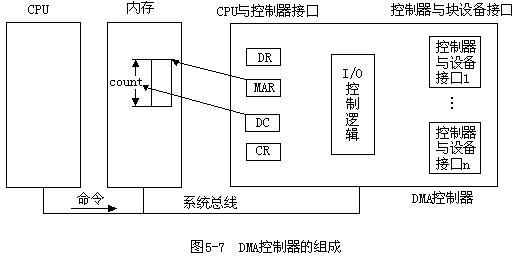 CPU
内存
CPU与控制器接口
控制器与块设备接口
DR
MAR
DC
CR
count
I/O
控
制
逻
辑
控制器
与设备
接口1
…
控制器
与设备
接口n
命令
系统总线
DMA控制器
图5-7 DMA控制器的组成